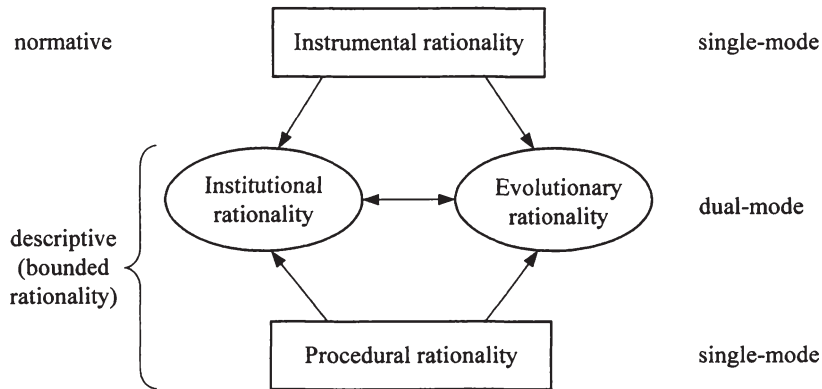 normative
Instrumental rationality
single-mode
Institutional
rationality
Evolutionary
rationality
dual-mode
descriptive
(bounded
rationality)
Procedural rationality
single-mode